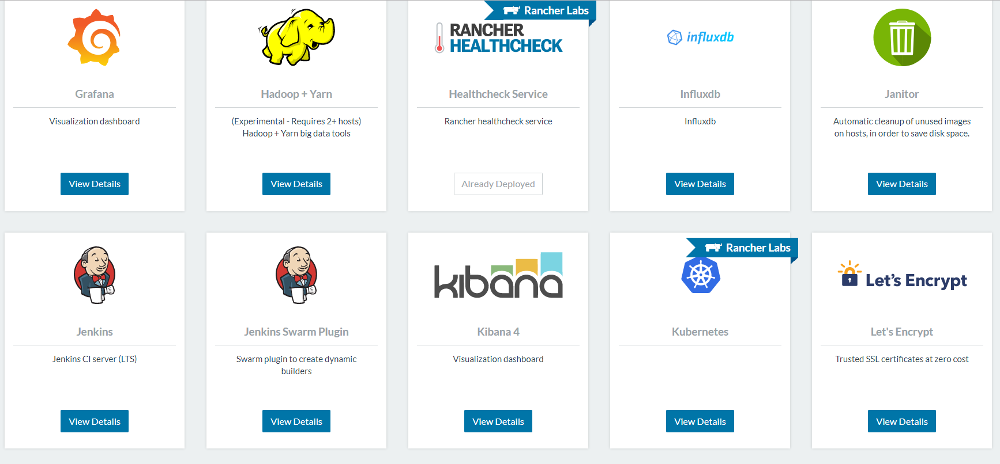 Rancher Labs
RANCHER
HEALTHCHECK
influxdb
Grafana
Hadoop + Yarn
Healthcheck Service
Influxdb
Janitor
Visualization dashboard
(Experimental - Requires 2+ hosts)
Hadoop + Yarn big data tools
Rancher healthcheck service
Influxdb
Automatic cleanup of unused images
on hosts, in order to save disk space.
View Details
View Details
Already Deployed
View Details
View Details
Rancher Labs
kibana
Let's Encrypt
Jenkins
Jenkins Swarm Plugin
Kibana 4
Kubernetes
Let's Encrypt
Jenkins CI server (LTS)
Swarm plugin to create dynamic
builders
Visualization dashboard
Trusted SSL certificates at zero cost
View Details
View Details
View Details
View Details
View Details